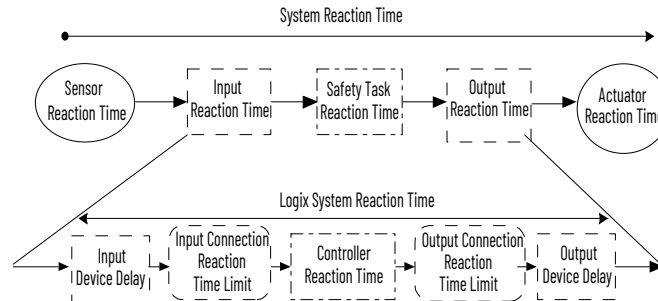 System Reaction Time
Sensor
Reaction Time
Input
Reaction Time
Safety Task
Reaction Time
Output
Reaction Time
Actuator
Reaction Time
Logix System Reaction Time
Input
Device Delay
Input Connection
Reaction
Time Limit
Controller
Reaction Time
Output Connection
Reaction
Time Limit
Output
Device Delay